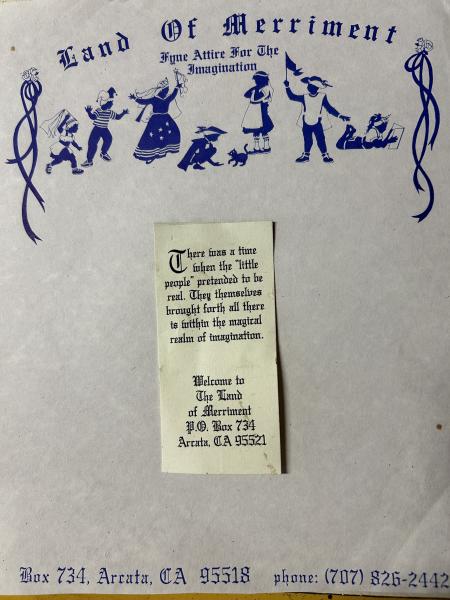 Land Of Merriment
Fyne Attire For The
Imagination
There was a time
when the "little
people" pretended to be
real. They themselves
brought forth all there
is within the magical
realm of imagination.
Welcome to
The Land
of Merriment
P.O. Box 734
Arcata, CA 95521
Box 734, Arcata, CA 95518 phone: (707) 826-2442